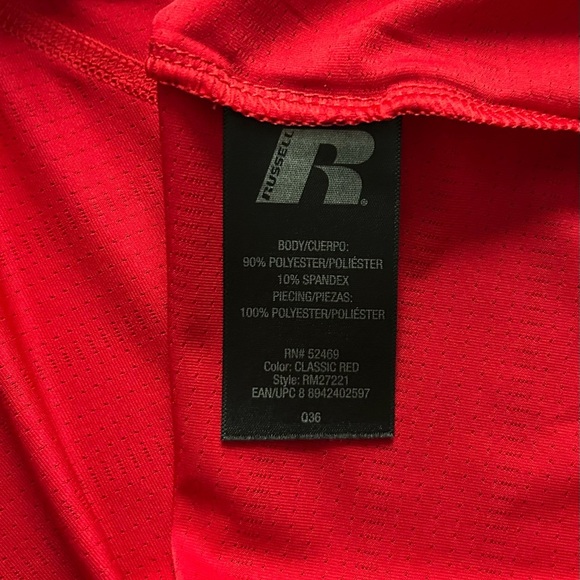 RUSSELL
R®
BODY/CUERPO:
90% POLYESTER/POLIÉSTER
10% SPANDEX
PIECING/PIEZAS:
100% POLYESTER/POLIÉSTER
RN# 52469
Color: CLASSIC RED
Style: RM27221
EAN/UPC 8 8942402597
Q36